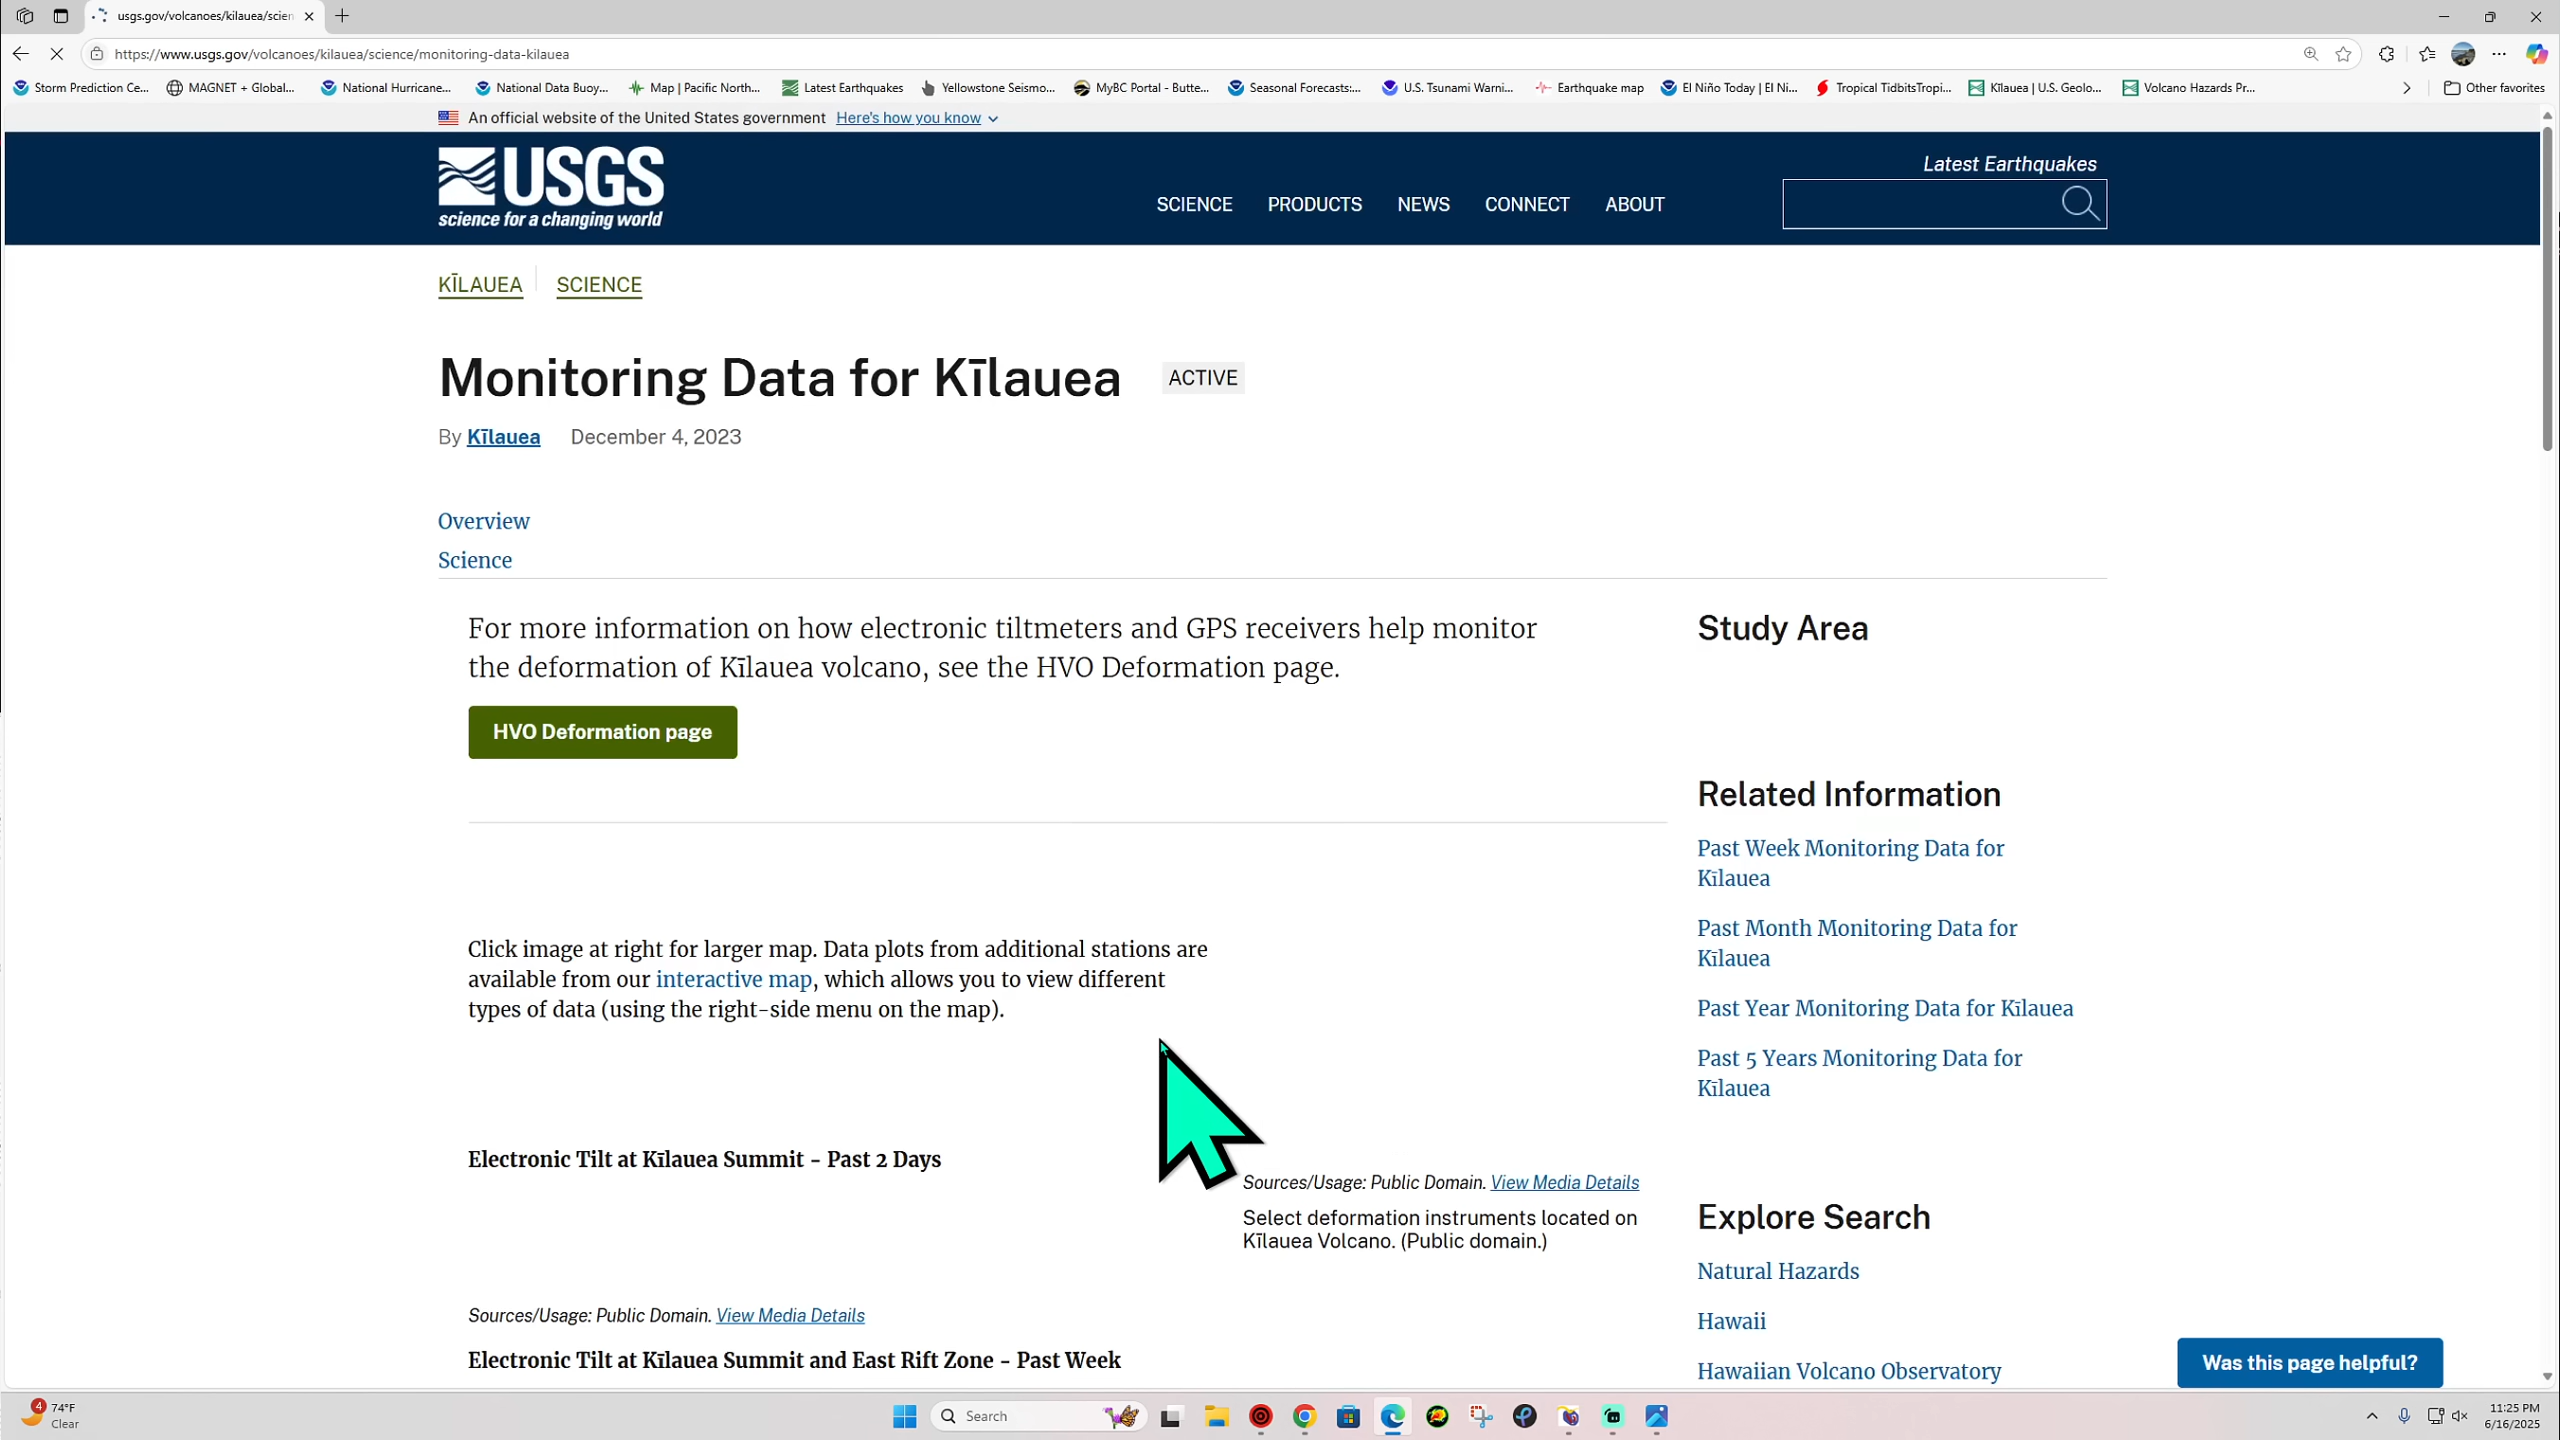 usgs.gov/volcanoes/kilauea/scien
https://www.usgs.gov/volcanoes/kilauea/science/monitoring-data-kilauea
Storm Prediction Ce... MAGNET + Global... National Hurricane... National Data Buoy... Map | Pacific North... Latest Earthquakes Yellowstone Seismo... MyBC Portal - Butte... Seasonal Forecasts:... U.S. Tsunami Warni... Earthquake map El Niño Today | El Ni... Tropical TidbitsTropi... Kīlauea | U.S. Geolo... Volcano Hazards Pr... Other favorites
An official website of the United States government Here's how you know
USGS
science for a changing world
SCIENCE PRODUCTS NEWS CONNECT ABOUT
Latest Earthquakes
KĪLAUEA SCIENCE
Monitoring Data for Kīlauea ACTIVE
By Kīlauea December 4, 2023
Overview
Science
For more information on how electronic tiltmeters and GPS receivers help monitor
the deformation of Kīlauea volcano, see the HVO Deformation page.
HVO Deformation page
Click image at right for larger map. Data plots from additional stations are
available from our interactive map, which allows you to view different
types of data (using the right-side menu on the map).
Electronic Tilt at Kīlauea Summit - Past 2 Days
Sources/Usage: Public Domain. View Media Details
Select deformation instruments located on
Kīlauea Volcano. (Public domain.)
Sources/Usage: Public Domain. View Media Details
Electronic Tilt at Kīlauea Summit and East Rift Zone - Past Week
Study Area
Related Information
Past Week Monitoring Data for
Kīlauea
Past Month Monitoring Data for
Kīlauea
Past Year Monitoring Data for Kīlauea
Past 5 Years Monitoring Data for
Kīlauea
Explore Search
Natural Hazards
Hawaii
Hawaiian Volcano Observatory
Was this page helpful?
4
74°F
Clear
Search
11:25 PM
6/16/2025